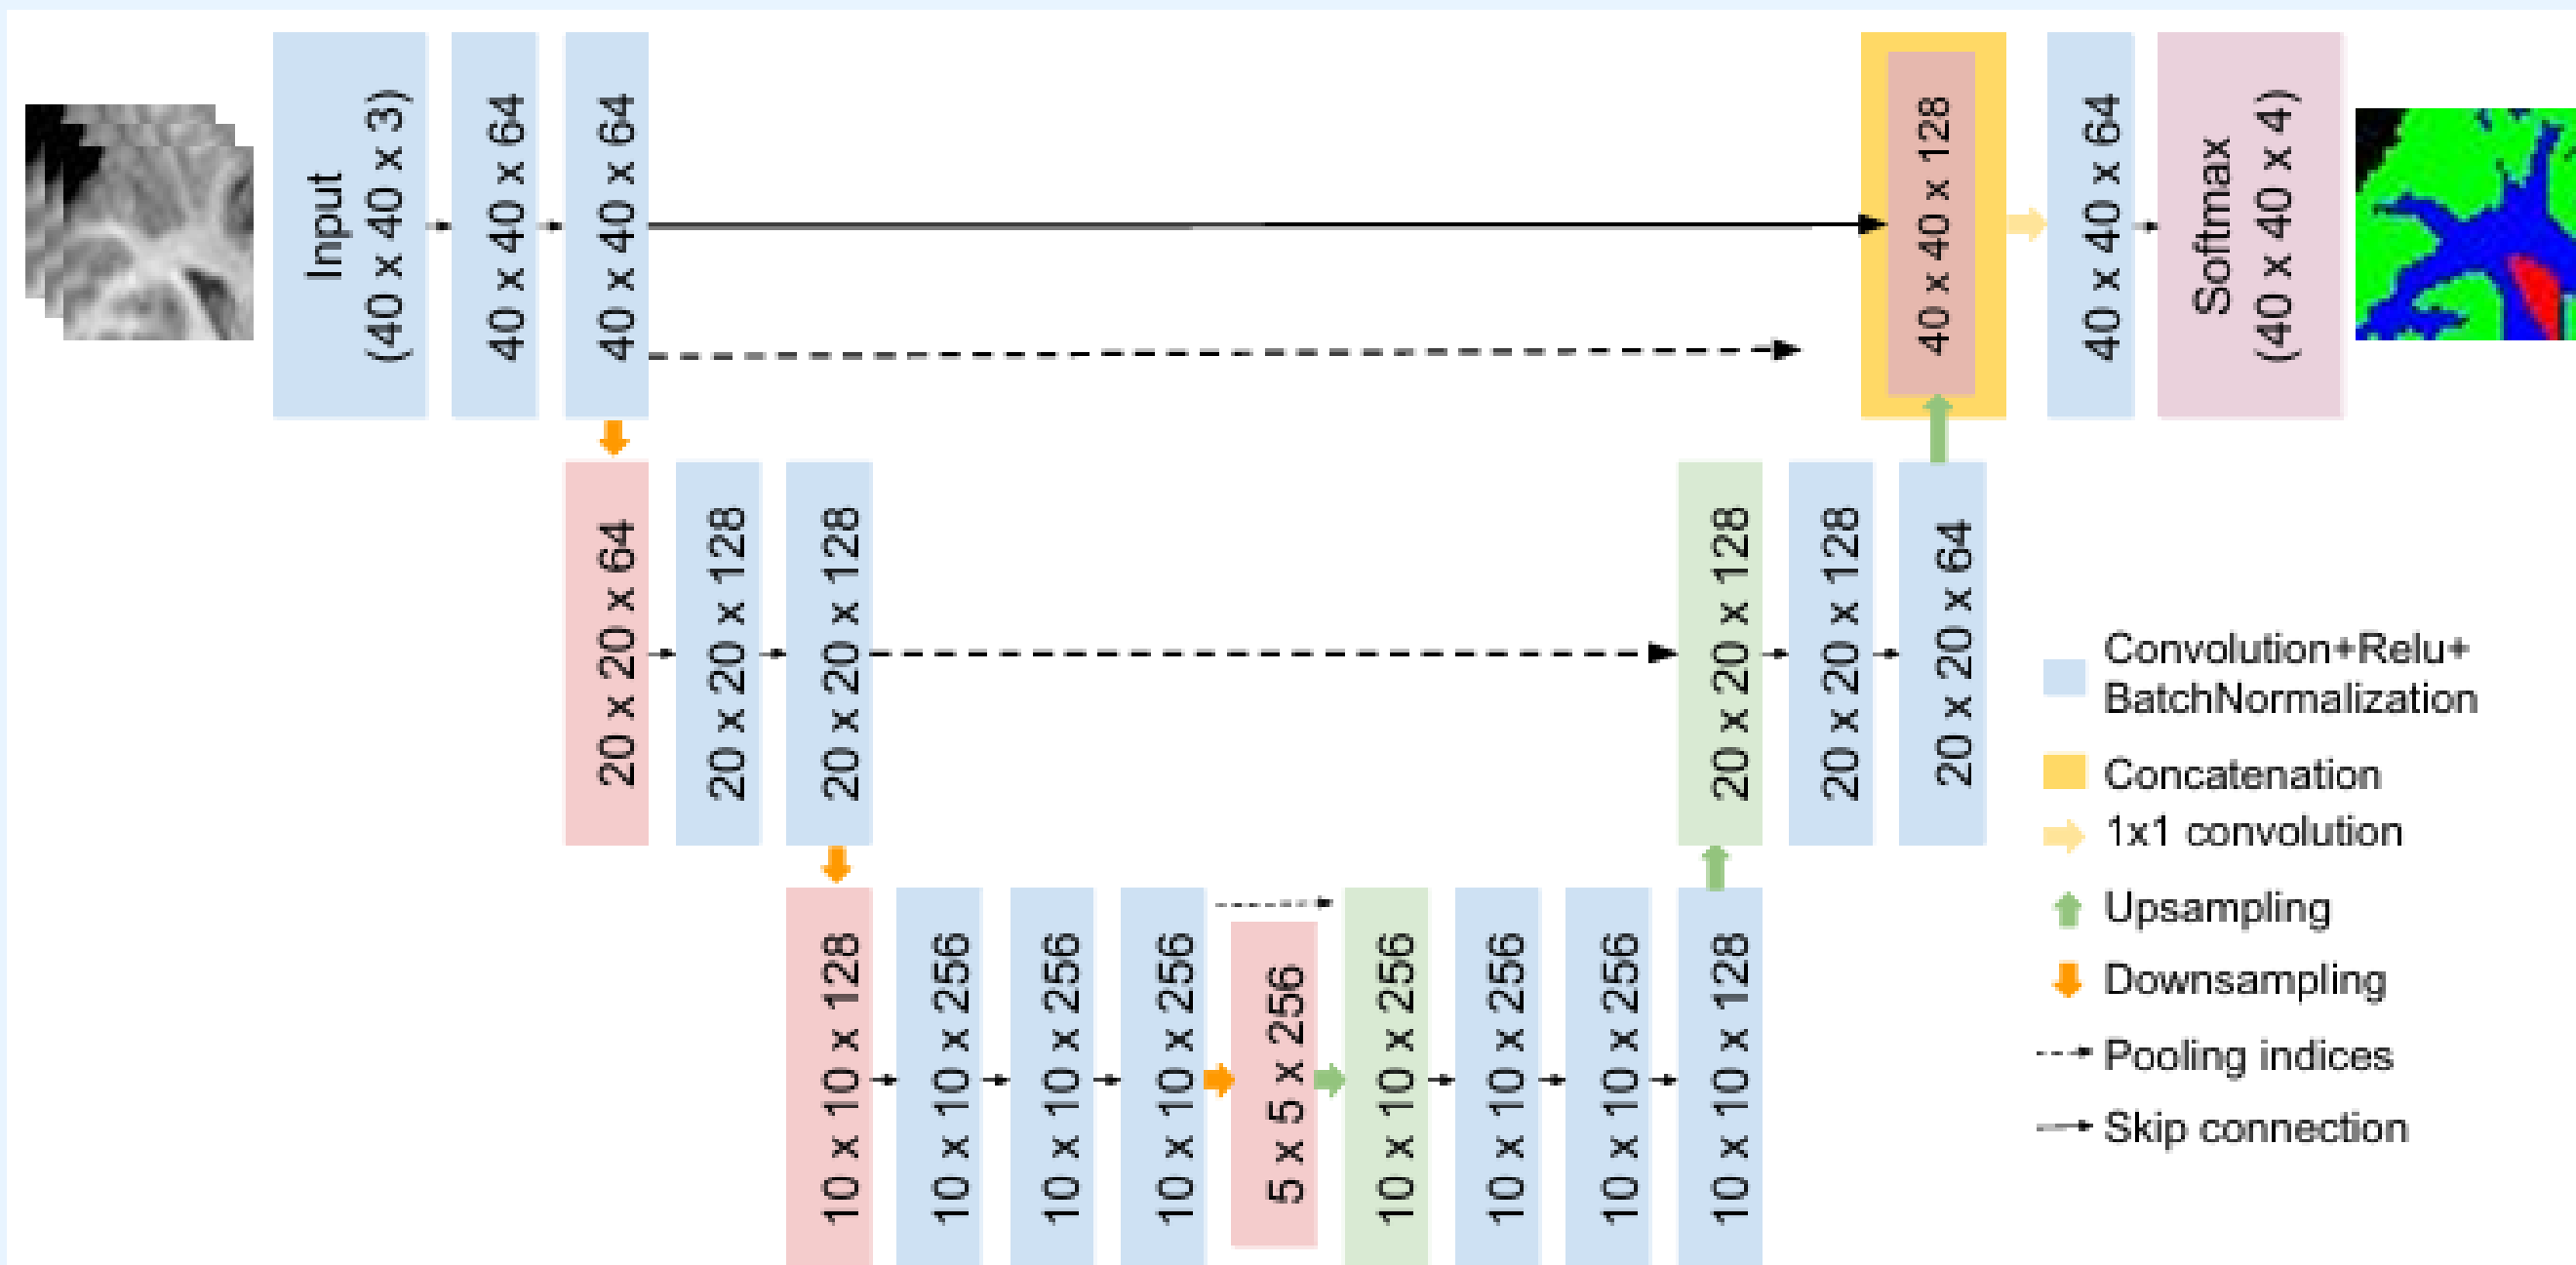 Input
(40 x 40 x 3)
40 x 40 x 64
40 x 40 x 64
40 x 40 x 128
40 x 40 x 64
Softmax
(40 x 40 x 4)
20 x 20 x 64
20 x 20 x 128
20 x 20 x 128
20 x 20 x 128
20 x 20 x 128
20 x 20 x 64
10 x 10 x 128
10 x 10 x 256
10 x 10 x 256
10 x 10 x 256
5 x 5 x 256
10 x 10 x 256
10 x 10 x 256
10 x 10 x 256
10 x 10 x 128
Convolution+Relu+
BatchNormalization
Concatenation
1x1 convolution
Upsampling
Downsampling
Pooling indices
Skip connection